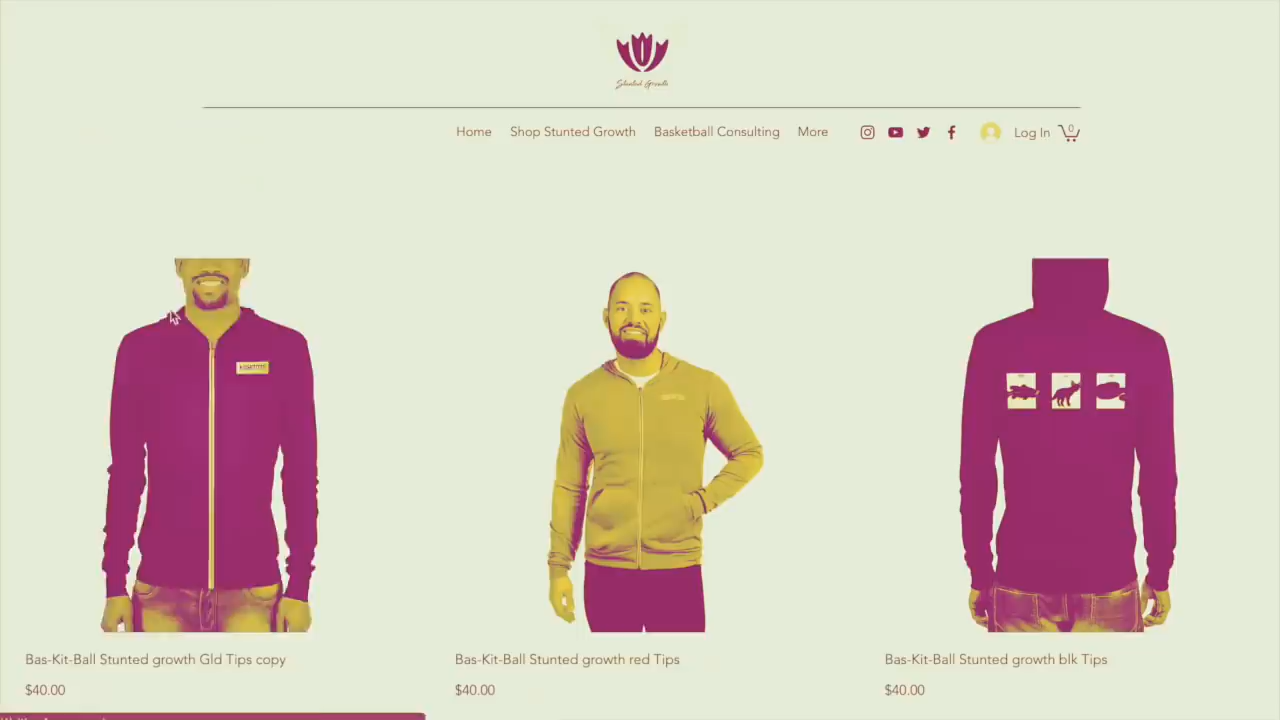 Stunted Growth
Home Shop Stunted Growth Basketball Consulting More Log In 0
Bas-Kit-Ball Stunted growth Gld Tips copy
$40.00
Bas-Kit-Ball Stunted growth red Tips
$40.00
Bas-Kit-Ball Stunted growth blk Tips
$40.00